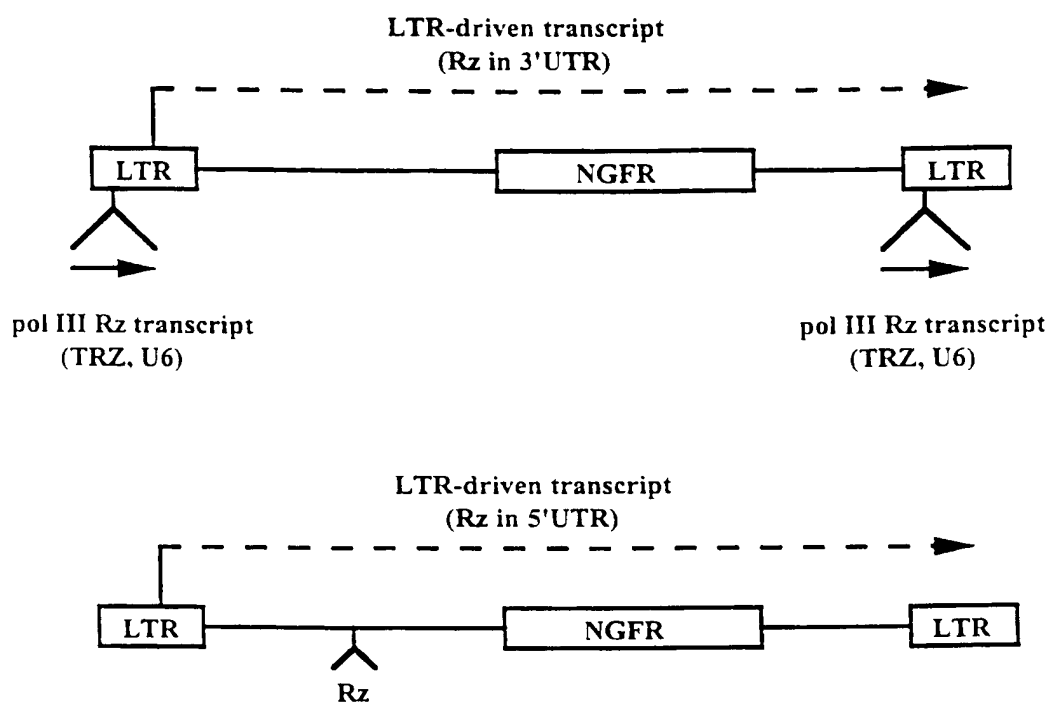 LTR-driven transcript
(Rz in 3'UTR)
LTR
NGFR
LTR
pol III Rz transcript
(TRZ, U6)
pol III Rz transcript
(TRZ, U6)
LTR-driven transcript
(Rz in 5'UTR)
LTR
NGFR
LTR
Rz